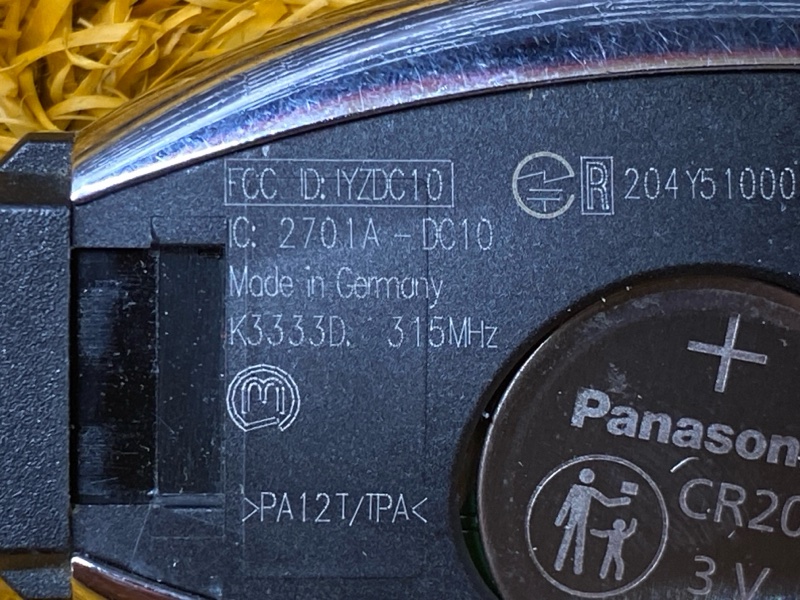 FCC ID: IYZDC10
R 204Y51000
IC: 2701A - DC10
Made in Germany
K3333D. 315MHz
M
>PA12T/TPA<
+
Panason
CR20
3 V